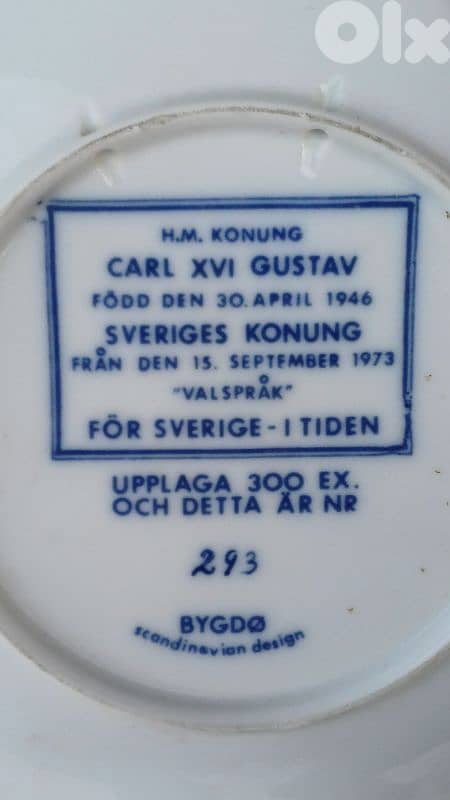 Olx
H.M. KONUNG
CARL XVI GUSTAV
FÖDD DEN 30. APRIL 1946
SVERIGES KONUNG
FRÅN DEN 15. SEPTEMBER 1973
"VALSPRÅK"
FÖR SVERIGE - I TIDEN
UPPLAGA 300 EX.
OCH DETTA ÄR NR
293
BYGDØ
scandinavian design